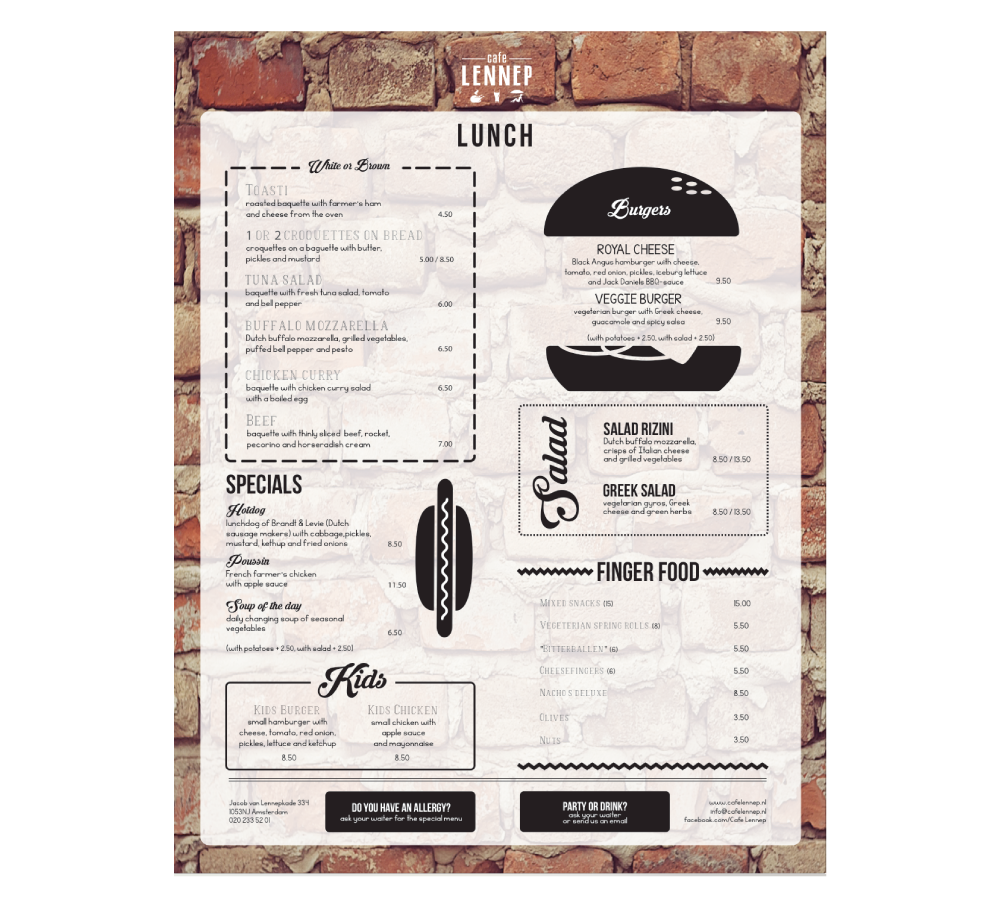 cafe
LENNEP
LUNCH
White or Brown
TOASTI
roasted baquette with farmer's ham
and cheese from the oven 4.50
1 OR 2 CROQUETTES ON BREAD
croquettes on a baguette with butter,
pickles and mustard 5.00 / 8.50
TUNA SALAD
baquette with fresh tuna salad, tomato
and bell pepper 6.00
BUFFALO MOZZARELLA
Dutch buffalo mozzarella, grilled vegetables,
puffed bell pepper and pesto 6.50
CHICKEN CURRY
baquette with chicken curry salad 6.50
with a boiled egg
BEEF
baquette with thinly sliced beef, rocket,
pecorino and horseradish cream 7.00
SPECIALS
Hotdog
lunchdog of Brandt & Levie (Dutch
sausage makers) with cabbage,pickles,
mustard, kethup and fried onions 8.50
Poussin
French farmer's chicken
with apple sauce 11.50
Soup of the day
daily changing soup of seasonal
vegetables 6.50
(with potatoes + 2.50, with salad + 2.50)
Kids
KIDS BURGER
small hamburger with
cheese, tomato, red onion,
pickles, lettuce and ketchup
8.50
KIDS CHICKEN
small chicken with
apple sauce
and mayonnaise
8.50
Burgers
ROYAL CHEESE
Black Angus hamburger with cheese,
tomato, red onion, pickles, iceburg lettuce
and Jack Daniels BBQ-sauce 9.50
VEGGIE BURGER
vegetarian burger with Greek cheese,
guacamole and spicy salsa 9.50
(with potatoes + 2.50, with salad + 2.50)
Salad
SALAD RIZINI
Dutch buffalo mozzarella,
crisps of Italian cheese
and grilled vegetables 8.50 / 13.50
GREEK SALAD
vegetarian gyros, Greek
cheese and green herbs 8.50 / 13.50
FINGER FOOD
MIXED SNACKS (15) 15.00
VEGETERIAN SPRING ROLLS (8) 5.50
"BITTERBALLEN" (6) 5.50
CHEESEFINGERS (6) 5.50
NACHO'S DELUXE 8.50
OLIVES 3.50
NUTS 3.50
Jacob van Lennepkade 334
1053NJ Amsterdam
020 233 52 01
DO YOU HAVE AN ALLERGY?
ask your waiter for the special menu
PARTY OR DRINK?
ask your waiter
or send us an email
www.cafelennep.nl
info@cafelennep.nl
facebook.com/Cafe Lennep